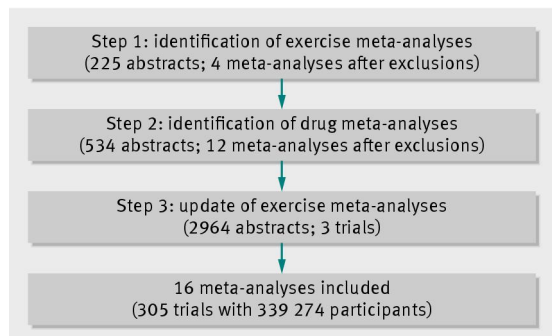 Step 1: identification of exercise meta-analyses
(225 abstracts; 4 meta-analyses after exclusions)
Step 2: identification of drug meta-analyses
(534 abstracts; 12 meta-analyses after exclusions)
Step 3: update of exercise meta-analyses
(2964 abstracts; 3 trials)
16 meta-analyses included
(305 trials with 339 274 participants)